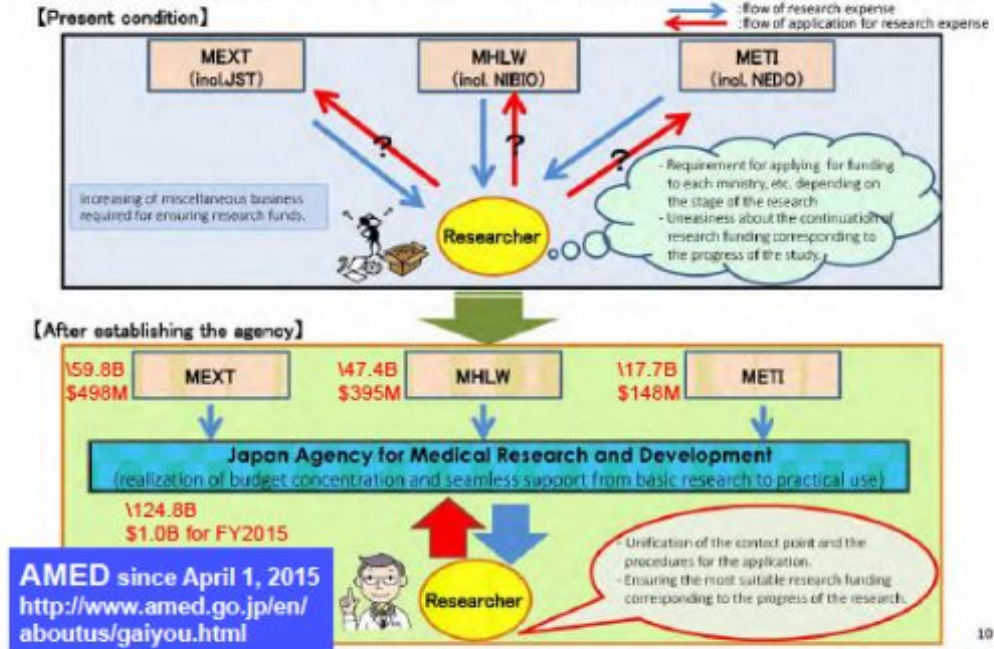 :flow of research expense
:flow of application for research expense
【Present condition】
MEXT
(incl.JST)
MHLW
(incl. NIBIO)
METI
(incl. NEDO)
?
?
?
Increasing of miscellaneous business
required for ensuring research funds.
Researcher
- Requirement for applying for funding
to each ministry, etc. depending on
the stage of the research
- Uneasiness about the continuation of
research funding corresponding to
the progress of the study.
【After establishing the agency】
\59.8B
$498M
MEXT
\47.4B
$395M
MHLW
\17.7B
$148M
METI
Japan Agency for Medical Research and Development
(realization of budget concentration and seamless support from basic research to practical use)
\124.8B
$1.0B for FY2015
AMED since April 1, 2015
http://www.amed.go.jp/en/
aboutus/gaiyou.html
Researcher
- Unification of the contact point and the
procedures for the application.
- Ensuring the most suitable research funding
corresponding to the progress of the research.
10